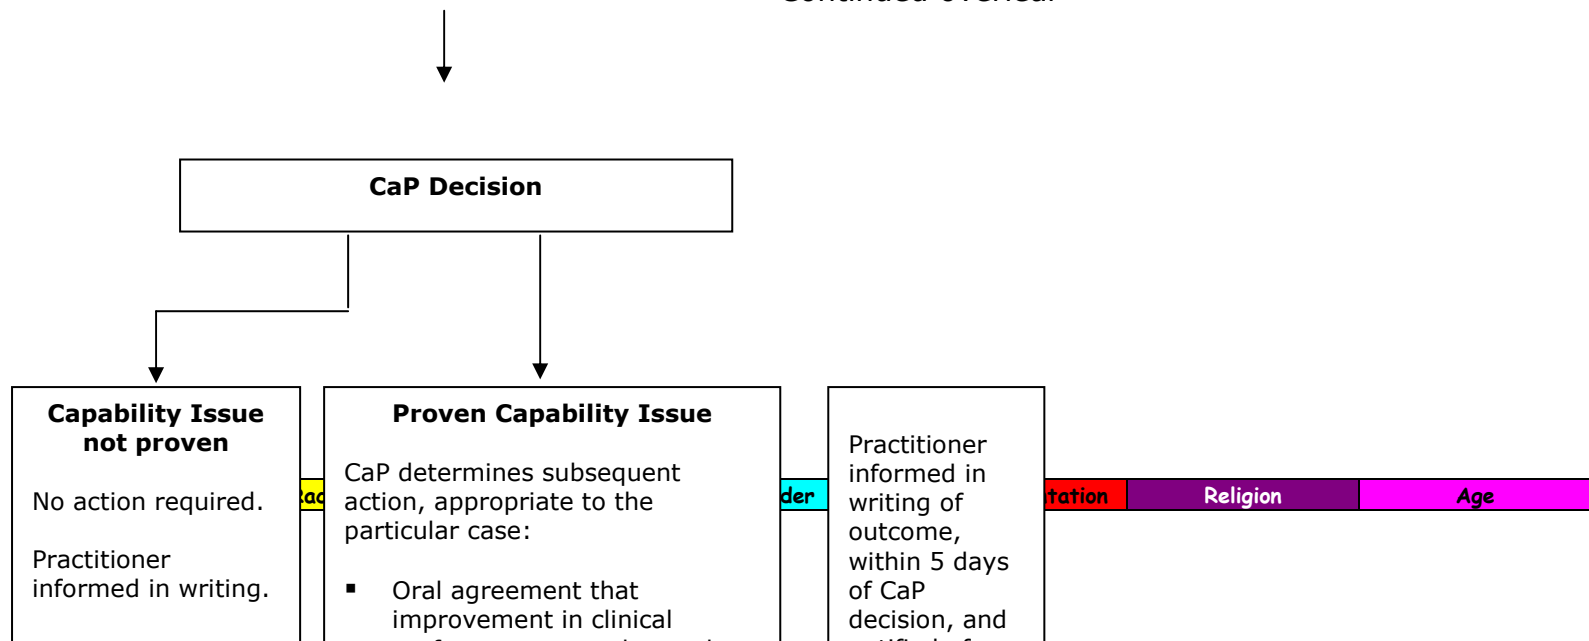 CaP Decision
Capability Issue
not proven
No action required.
Practitioner
informed in writing.
Proven Capability Issue
CaP determines subsequent
action, appropriate to the
particular case:
▪ Oral agreement that
improvement in clinical
Practitioner
informed in
writing of
outcome,
within 5 days
of CaP
decision, and
Religion
Age